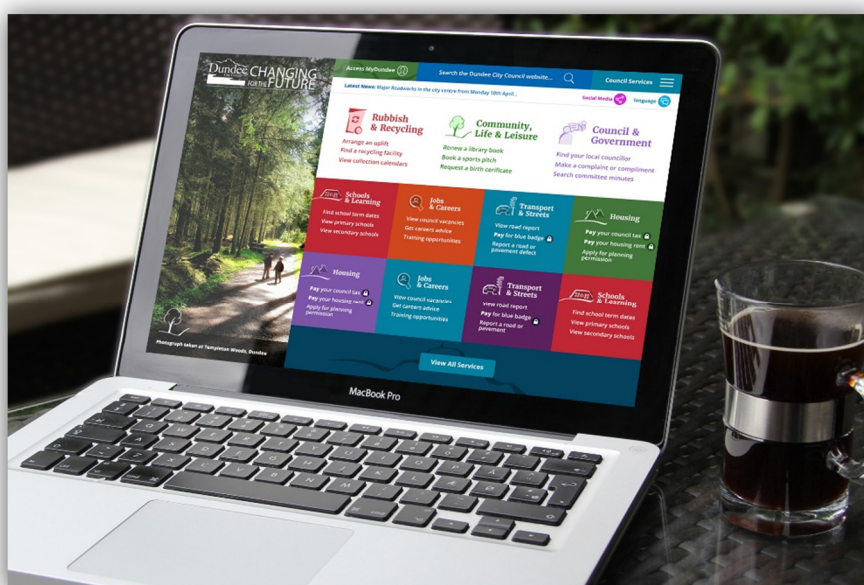 Dundee CHANGING
FOR THE FUTURE
Access MyDundee
Search the Dundee City Council website...
Council Services
Latest News: Major Roadworks in the city centre from Monday 10th April...
Social Media
language
Rubbish
& Recycling
Arrange an uplift
Find a recycling facility
View collection calendars
Community,
Life & Leisure
Renew a library book
Book a sports pitch
Request a birth cerificate
Council &
Government
Find your local councillor
Make a complaint or compliment
Search committee minutes
Schools
& Learning
Find school term dates
View primary schools
View secondary schools
Jobs
& Careers
View council vacancies
Get careers advice
Training opportunities
Transport
& Streets
View road report
Pay for blue badge
Report a road or
pavement defect
Housing
Pay your council tax
Pay your housing rent
Apply for planning
permission
Housing
Pay your council tax
Pay your housing rent
Apply for planning
permission
Jobs
& Careers
View council vacancies
Get careers advice
Training opportunities
Transport
& Streets
View road report
Pay for blue badge
Report a road or
pavement
Schools
& Learning
Find school term dates
View primary schools
View secondary schools
Photograph taken at Templeton Woods, Dundee
View All Services
MacBook Pro